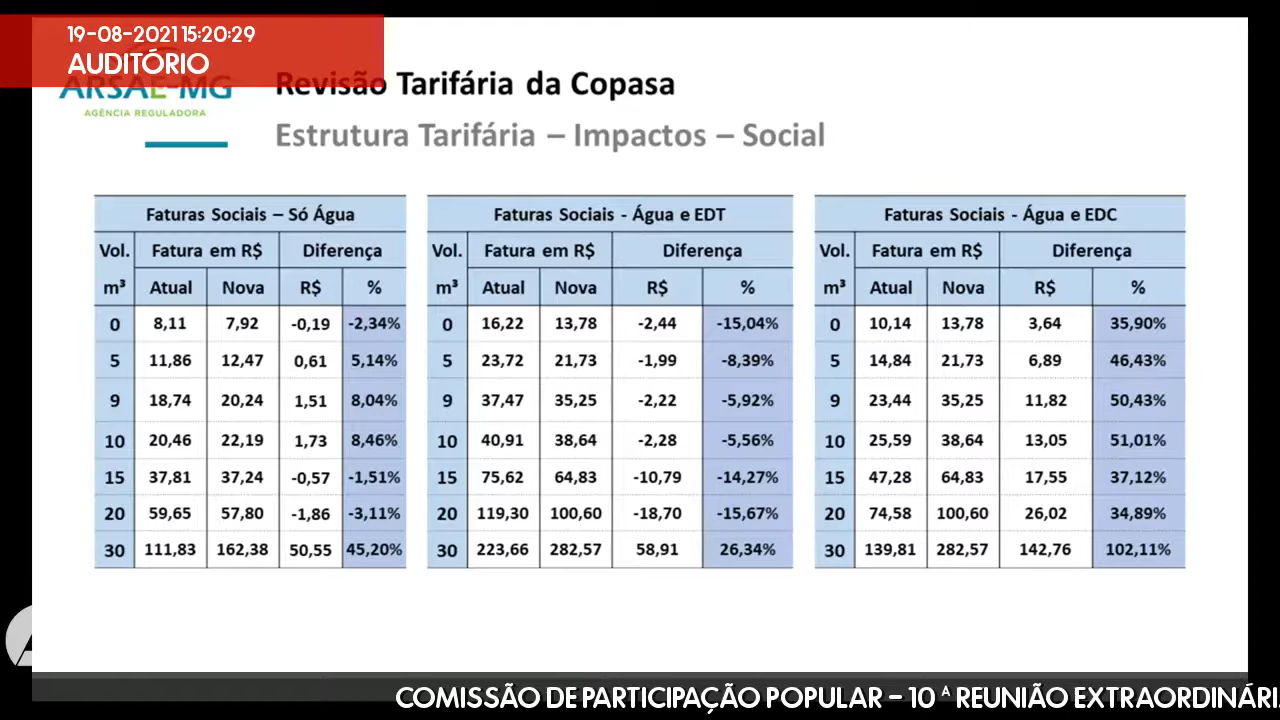 19-08-2021 15:20:29
AUDITÓRIO
ARSAE-MG
AGÊNCIA REGULADORA
Revisão Tarifária da Copasa
Estrutura Tarifária – Impactos – Social
Faturas Sociais – Só Água
Vol. Fatura em R$ Diferença
m³ Atual Nova R$ %
0 8,11 7,92 -0,19 -2,34%
5 11,86 12,47 0,61 5,14%
9 18,74 20,24 1,51 8,04%
10 20,46 22,19 1,73 8,46%
15 37,81 37,24 -0,57 -1,51%
20 59,65 57,80 -1,86 -3,11%
30 111,83 162,38 50,55 45,20%
Faturas Sociais - Água e EDT
Vol. Fatura em R$ Diferença
m³ Atual Nova R$ %
0 16,22 13,78 -2,44 -15,04%
5 23,72 21,73 -1,99 -8,39%
9 37,47 35,25 -2,22 -5,92%
10 40,91 38,64 -2,28 -5,56%
15 75,62 64,83 -10,79 -14,27%
20 119,30 100,60 -18,70 -15,67%
30 223,66 282,57 58,91 26,34%
Faturas Sociais - Água e EDC
Vol. Fatura em R$ Diferença
m³ Atual Nova R$ %
0 10,14 13,78 3,64 35,90%
5 14,84 21,73 6,89 46,43%
9 23,44 35,25 11,82 50,43%
10 25,59 38,64 13,05 51,01%
15 47,28 64,83 17,55 37,12%
20 74,58 100,60 26,02 34,89%
30 139,81 282,57 142,76 102,11%
COMISSÃO DE PARTICIPAÇÃO POPULAR – 10 ª REUNIÃO EXTRAORDINÁRI